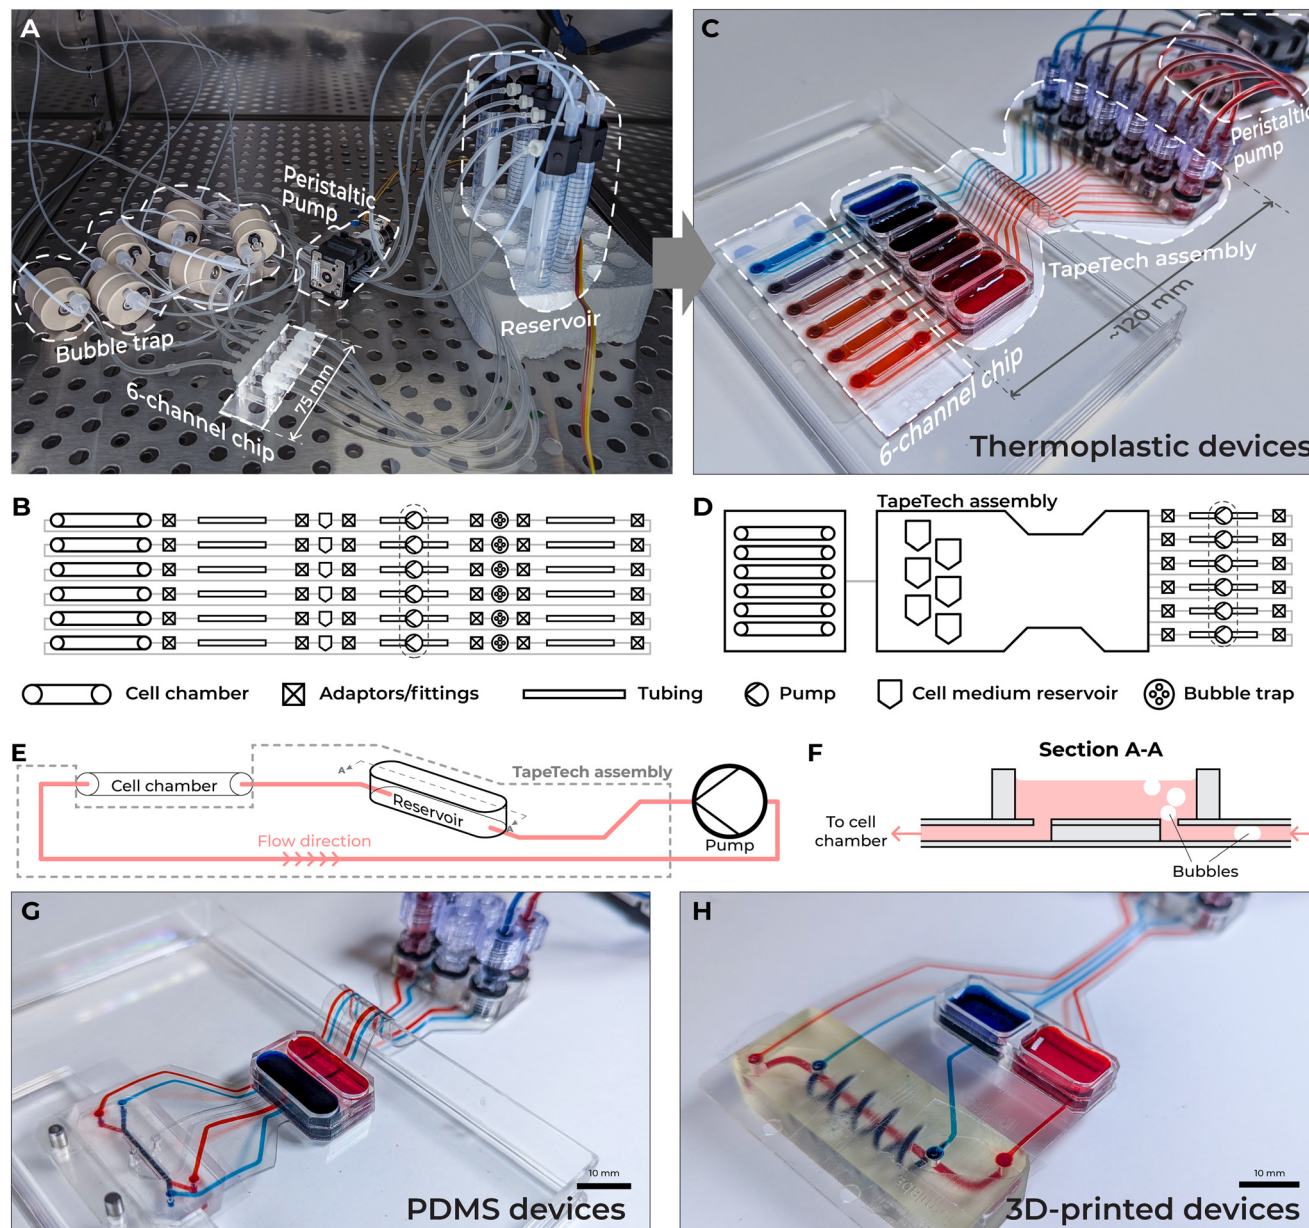 A
Peristaltic
Pump
Bubble trap
Reservoir
6-channel chip
75 mm
C
Peristaltic
pump
TapeTech assembly
~120 mm
6-channel chip
Thermoplastic devices
B
D
TapeTech assembly
Cell chamber
Adaptors/fittings
Tubing
Pump
Cell medium reservoir
Bubble trap
E
Cell chamber
A
Reservoir
A
TapeTech assembly
Flow direction
Pump
F
Section A-A
To cell
chamber
Bubbles
G
10 mm
PDMS devices
H
10 mm
3D-printed devices